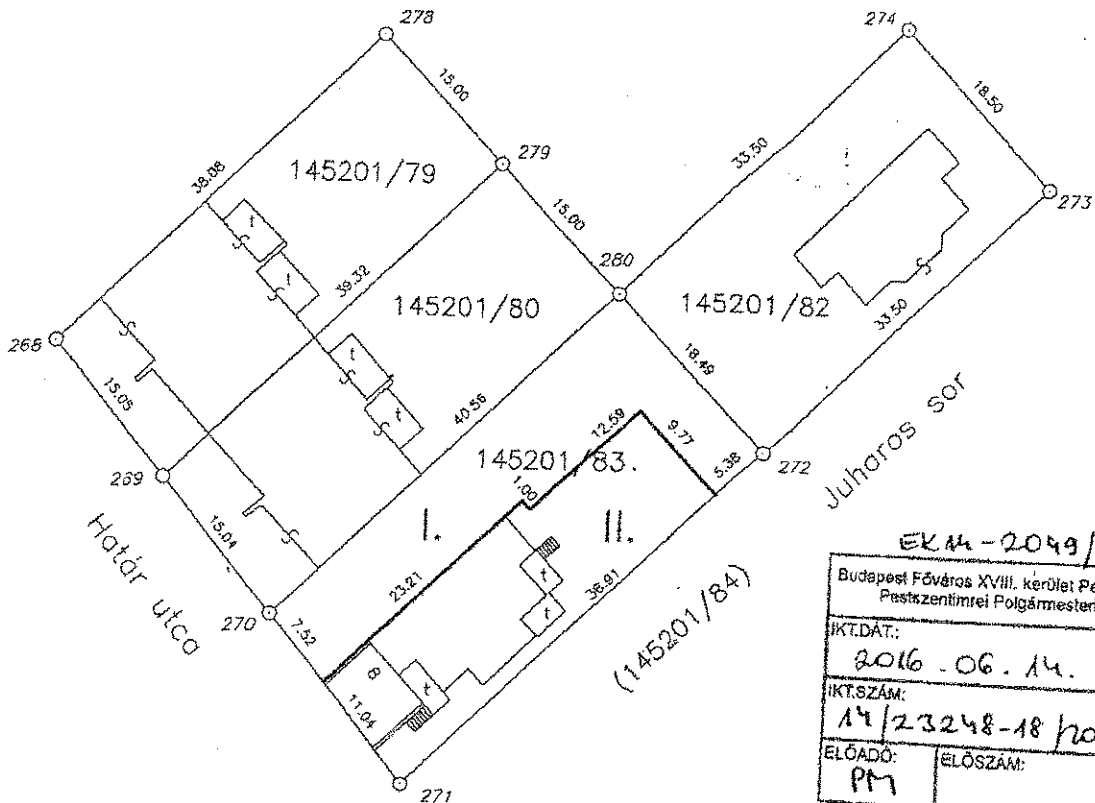 278
274
15.00
18.50
38.08
145201/79
279
33.50
273
15.00
t
t
39.32
280
145201/80
145201/82
268
33.50
15.05
t
t
18.49
40.56
Juharos sor
12.59
9.77
145201/83.
272
269
1.00
5.38
I.
II.
Határ utca
15.04
23.21
t
t
36.91
(145201/84)
270
7.52
B
t
11.04
271
EK14-2049/
Budapest Főváros XVIII. kerület Pe
Pestszentimrei Polgármester
IKT.DÁT.:
2016.06.14.
IKT.SZÁM:
14/23248-18/20
ELŐADÓ:
PM
ELŐSZÁM: